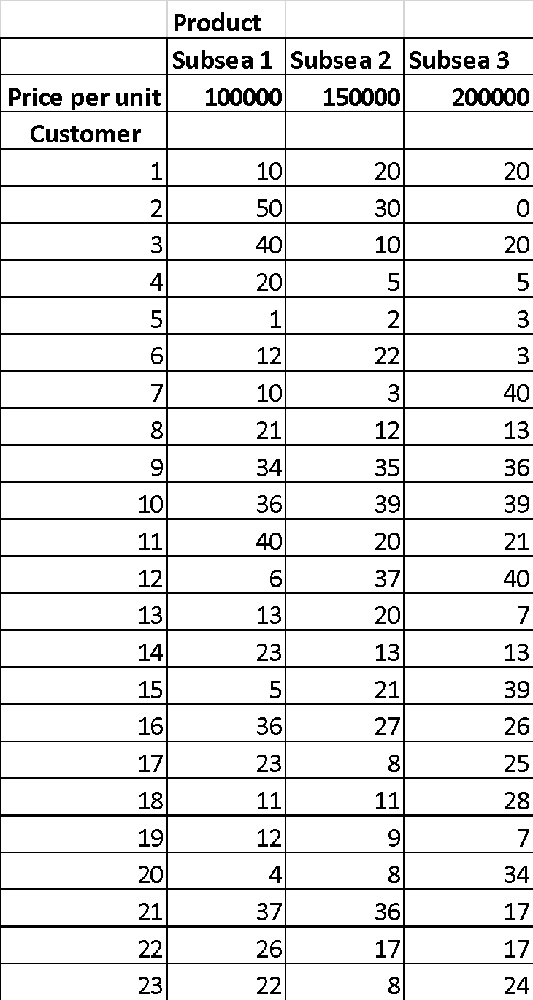 Product
Subsea 1 Subsea 2 Subsea 3
Price per unit 100000 150000 200000
Customer
1 10 20 20
2 50 30 0
3 40 10 20
4 20 5 5
5 1 2 3
6 12 22 3
7 10 3 40
8 21 12 13
9 34 35 36
10 36 39 39
11 40 20 21
12 6 37 40
13 13 20 7
14 23 13 13
15 5 21 39
16 36 27 26
17 23 8 25
18 11 11 28
19 12 9 7
20 4 8 34
21 37 36 17
22 26 17 17
23 22 8 24